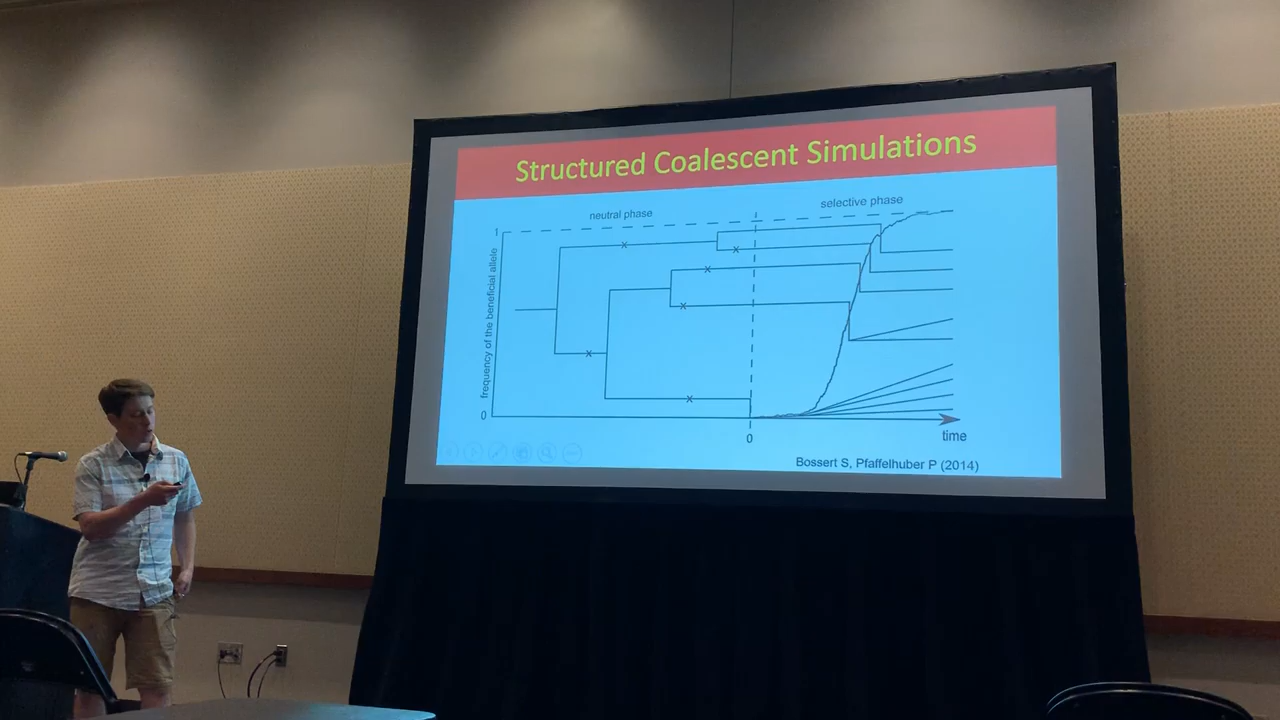 Structured Coalescent Simulations
neutral phase
selective phase
1
frequency of the beneficial allele
x
x
x
x
x
x
0
0
time
Bossert S, Pfaffelhuber P (2014)